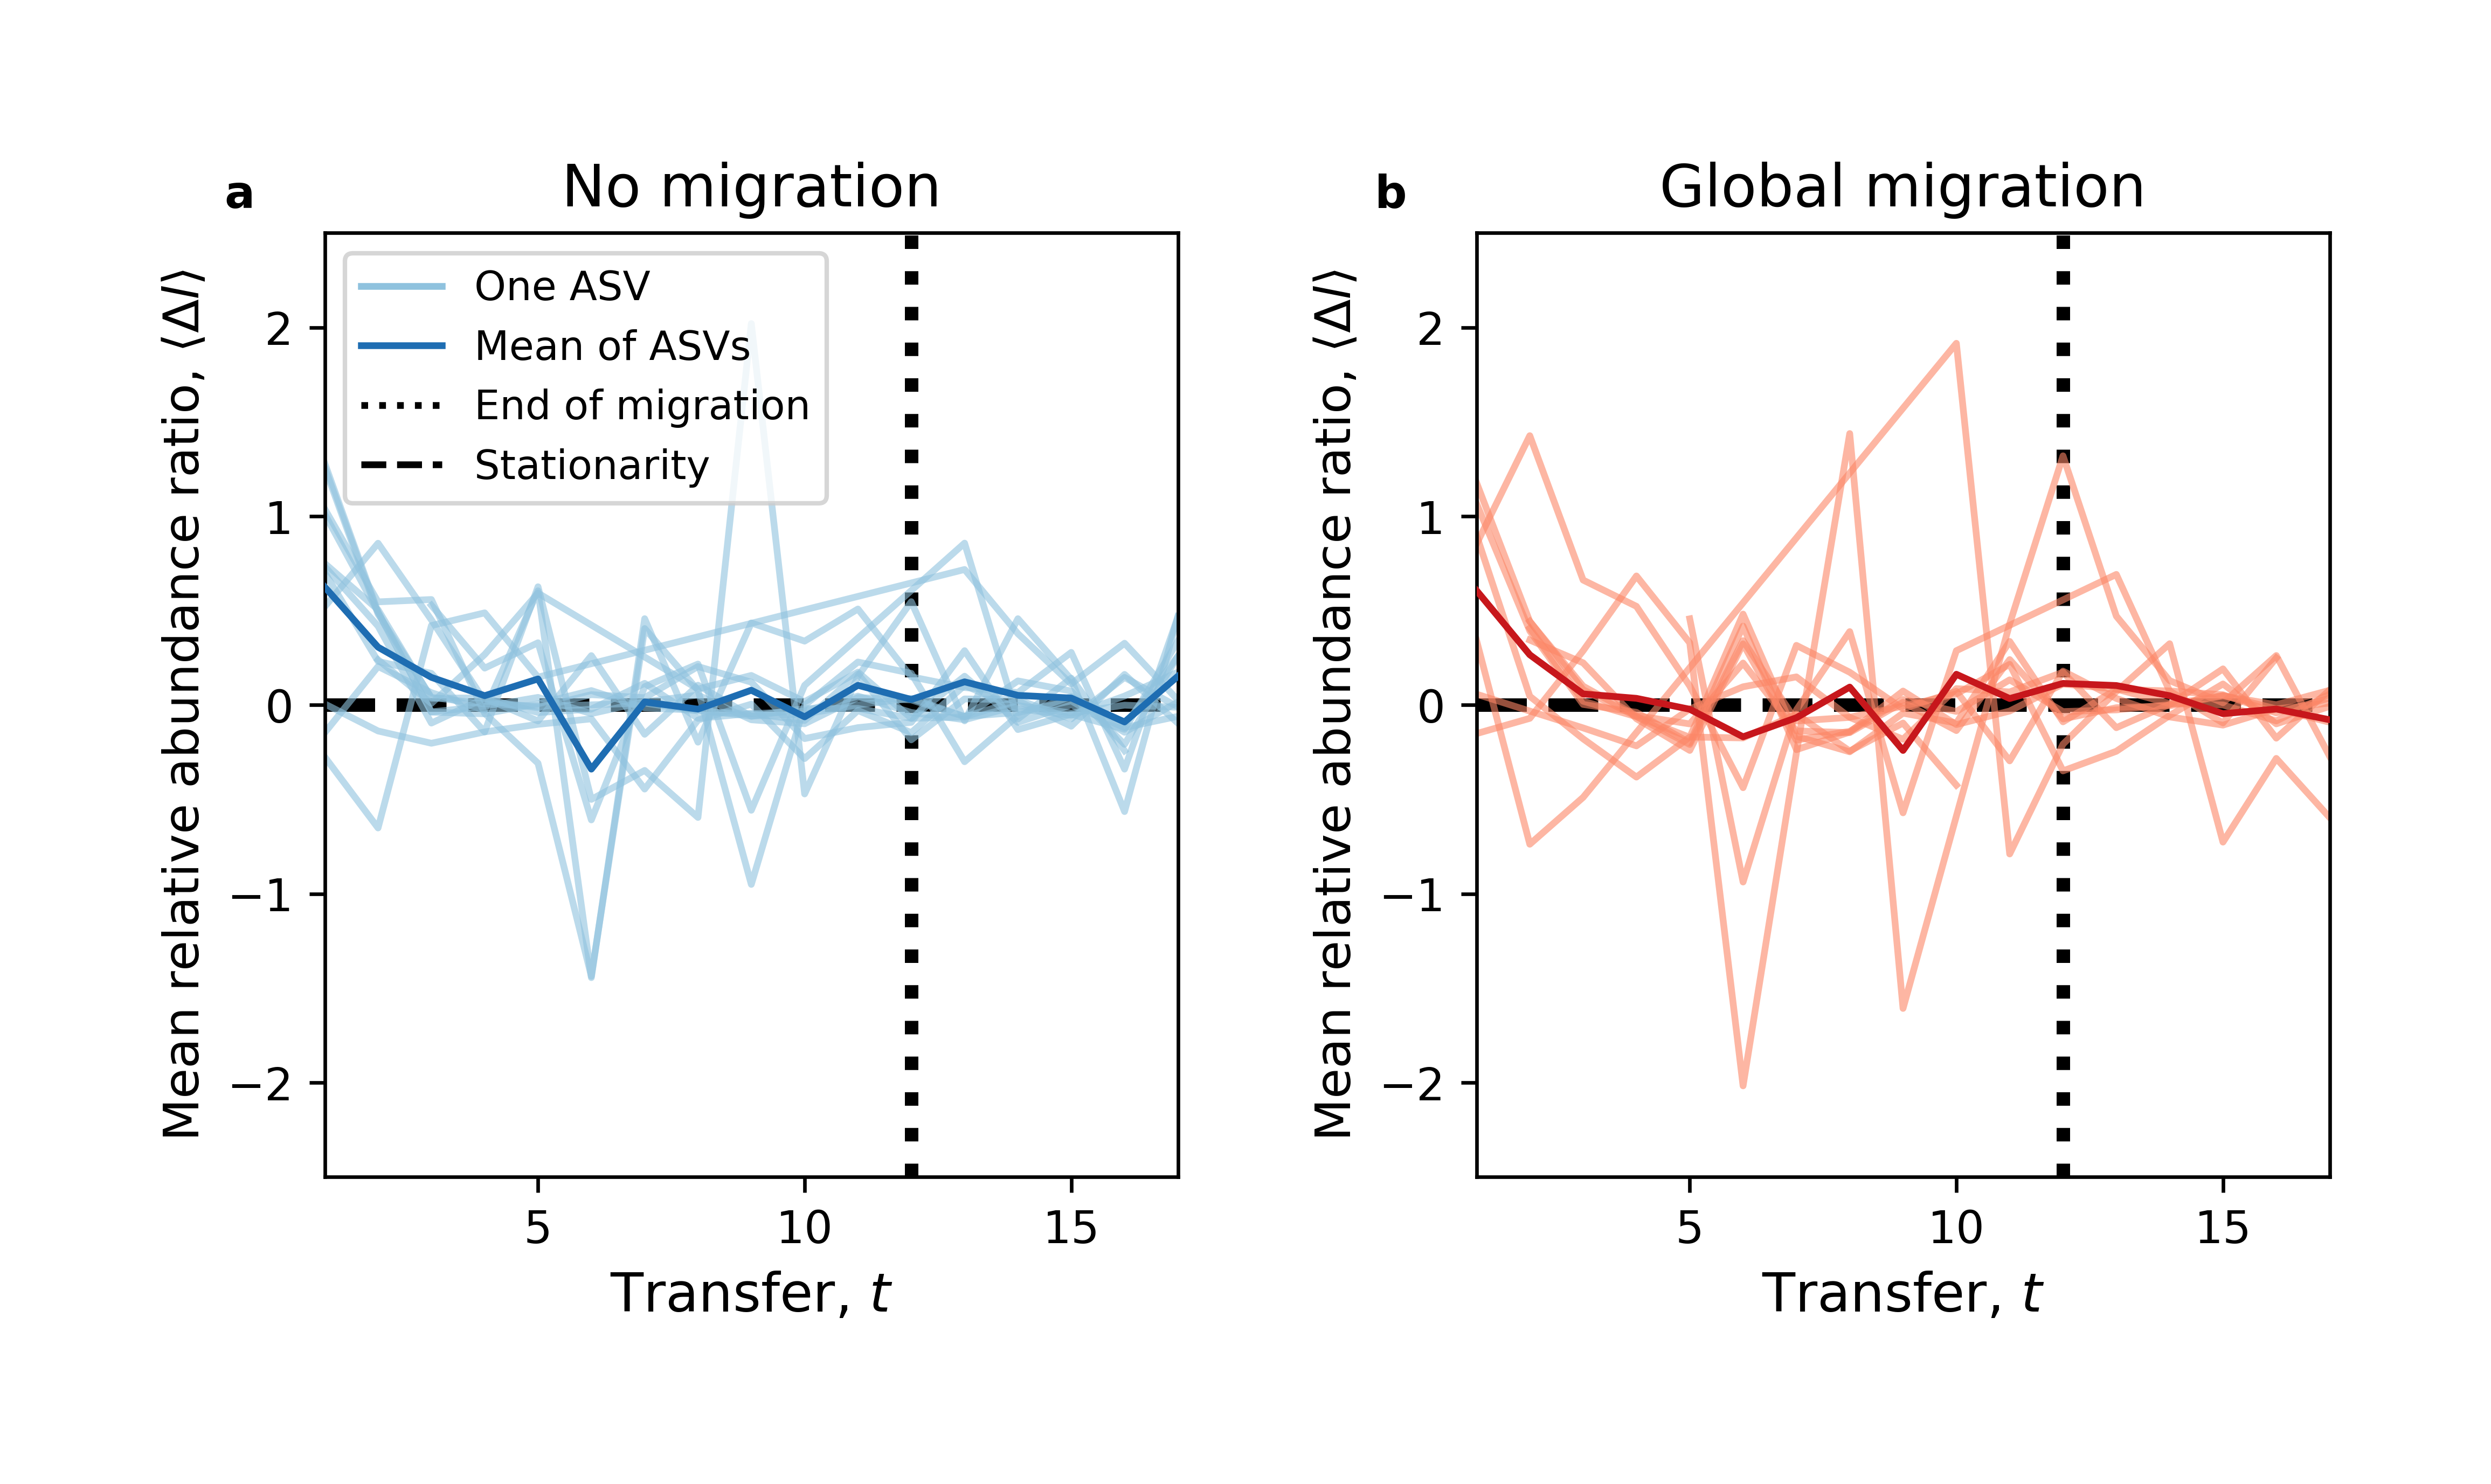 a
No migration
Mean relative abundance ratio, ⟨Δl⟩
2
1
0
−1
−2
One ASV
Mean of ASVs
End of migration
Stationarity
5 10 15
Transfer, t
b
Global migration
Mean relative abundance ratio, ⟨Δl⟩
2
1
0
−1
−2
5 10 15
Transfer, t